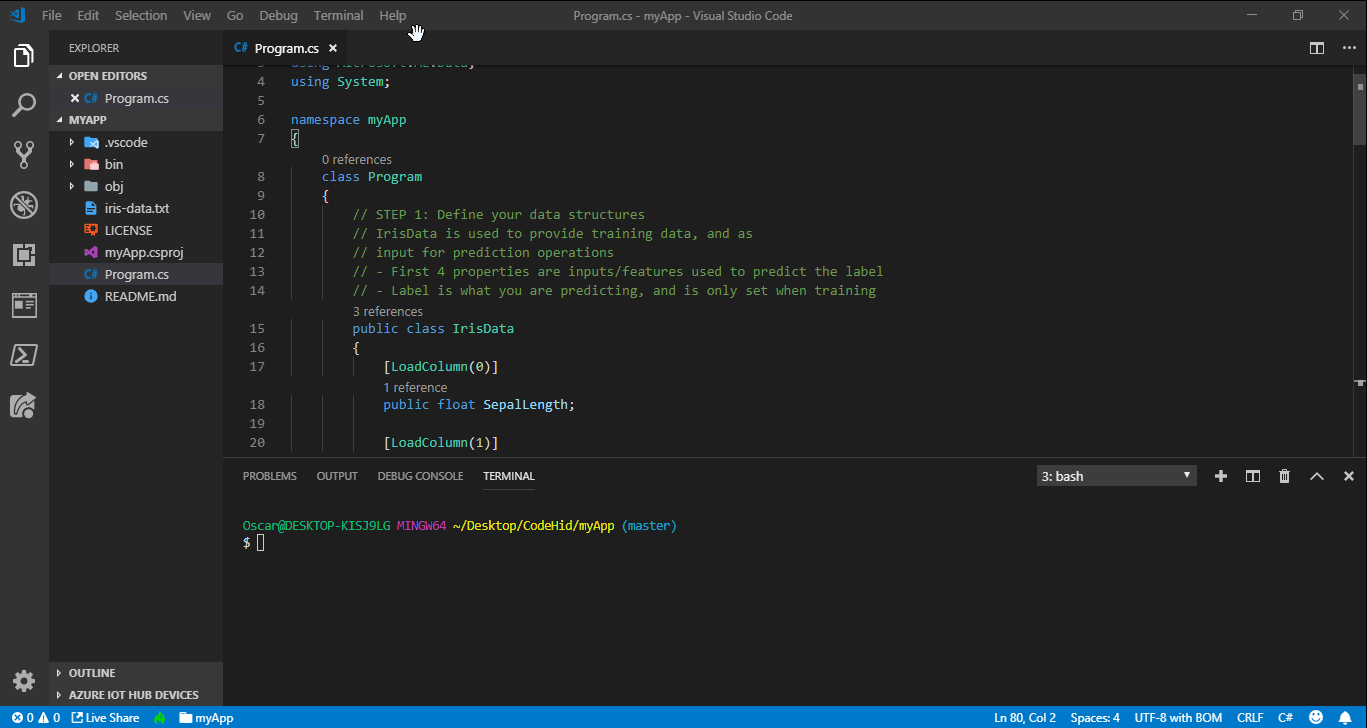 File Edit Selection View Go Debug Terminal Help Program.cs - myApp - Visual Studio Code
EXPLORER
OPEN EDITORS
C# Program.cs
MYAPP
.vscode
bin
obj
iris-data.txt
LICENSE
myApp.csproj
C# Program.cs
README.md
OUTLINE
AZURE IOT HUB DEVICES
C# Program.cs
3 using Microsoft.ML.Data;
4 using System;
5
6 namespace myApp
7 {
0 references
8 class Program
9 {
10 // STEP 1: Define your data structures
11 // IrisData is used to provide training data, and as
12 // input for prediction operations
13 // - First 4 properties are inputs/features used to predict the label
14 // - Label is what you are predicting, and is only set when training
3 references
15 public class IrisData
16 {
17 [LoadColumn(0)]
1 reference
18 public float SepalLength;
19
20 [LoadColumn(1)]
PROBLEMS OUTPUT DEBUG CONSOLE TERMINAL 3: bash
Oscar@DESKTOP-KISJ9LG MINGW64 ~/Desktop/CodeHid/myApp (master)
$
0 0 Live Share myApp Ln 80, Col 2 Spaces: 4 UTF-8 with BOM CRLF C#